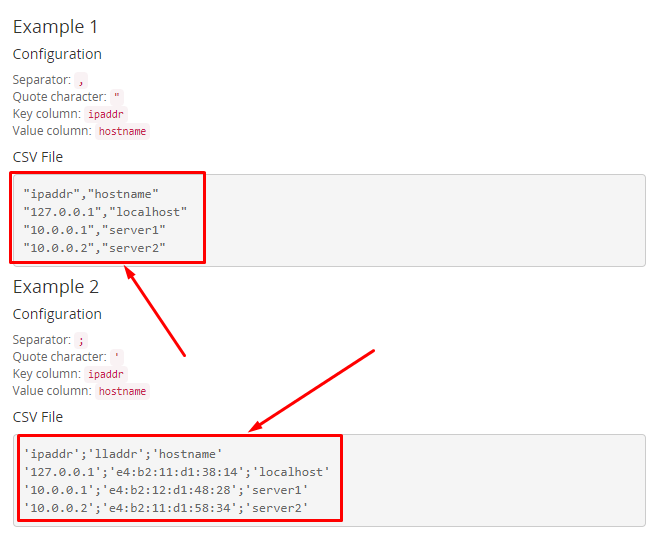 Example 1
Configuration
Separator: ,
Quote character: "
Key column: ipaddr
Value column: hostname
CSV File
"ipaddr","hostname"
"127.0.0.1","localhost"
"10.0.0.1","server1"
"10.0.0.2","server2"
Example 2
Configuration
Separator: ;
Quote character: '
Key column: ipaddr
Value column: hostname
CSV File
'ipaddr';'lladdr';'hostname'
'127.0.0.1';'e4:b2:11:d1:38:14';'localhost'
'10.0.0.1';'e4:b2:12:d1:48:28';'server1'
'10.0.0.2';'e4:b2:11:d1:58:34';'server2'